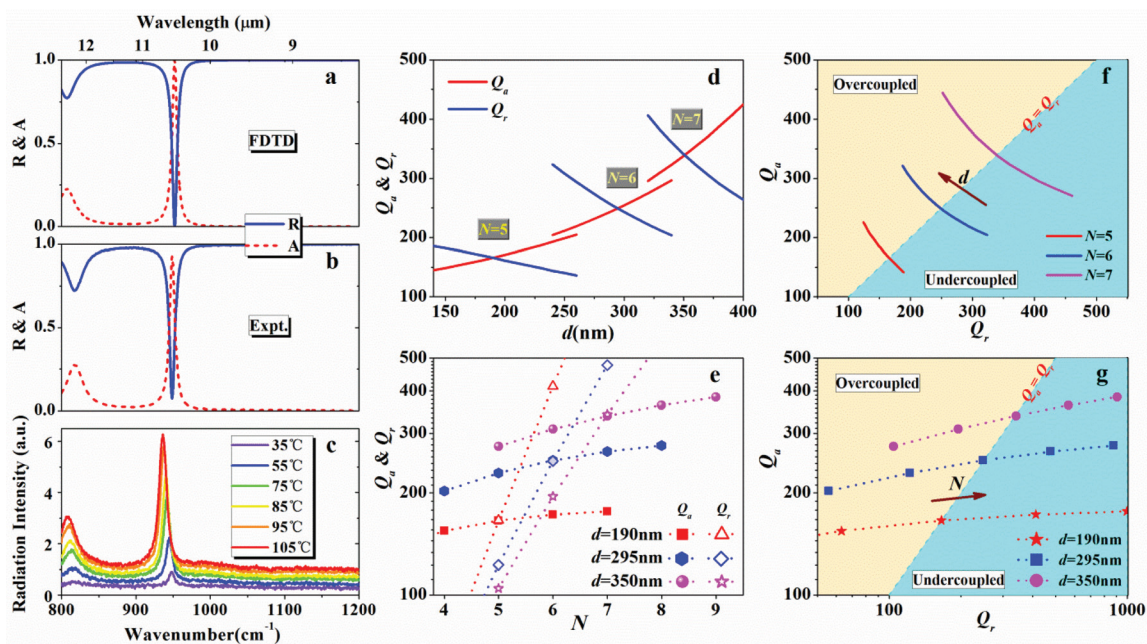 Wavelength (μm)
12 11 10 9
1.0
a
R & A
0.5
FDTD
0.0
R
A
1.0
b
R & A
0.5
Expt.
0.0
Radiation Intensity (a.u.)
6
5
4
3
2
1
0
c
35℃
55℃
75℃
85℃
95℃
105℃
800 900 1000 1100 1200
Wavenumber(cm⁻¹)
500
d
Qa
Qr
N=7
400
Qa & Qr
300
N=6
200
N=5
100
150 200 250 300 350 400
d(nm)
500
e
400
300
Qa & Qr
200
Qa Qr
d=190nm
d=295nm
d=350nm
100
4 5 6 7 8 9
N
500
Overcoupled
f
Qa = Qr
400
Qa
300
d
200
N=5
Undercoupled
N=6
N=7
100
100 200 300 400 500
Qr
500
Overcoupled
g
Qa = Qr
400
300
Qa
N
200
d=190nm
d=295nm
d=350nm
Undercoupled
100
100 1000
Qr